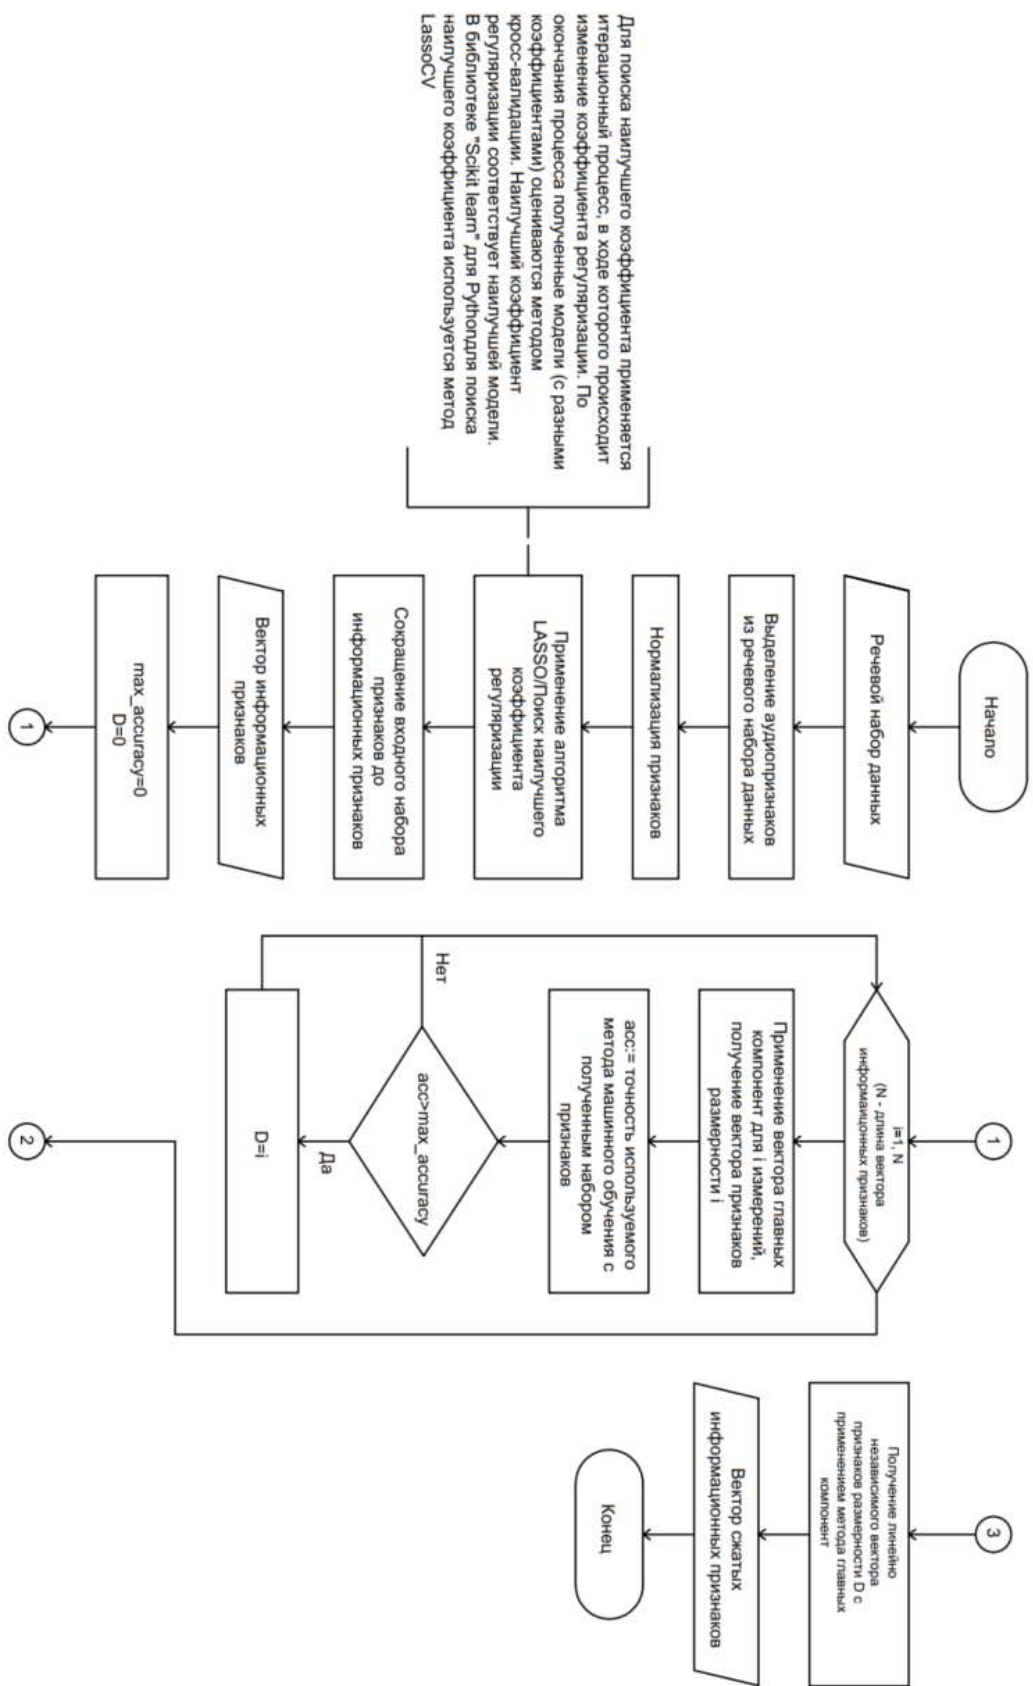 Для поиска наилучшего коэффициента применяется
итерационный процесс, в ходе которого происходит
изменение коэффициента регуляризации. По
окончания процесса полученные модели (с разными
коэффициентами) оцениваются методом
кросс-валидации. Наилучший коэффициент
регуляризации соответствует наилучшей модели.
В библиотеке "Scikit learn" для Pythonдля поиска
наилучшего коэффициента используется метод
LassoCV
Начало
Речевой набор данных
Выделение аудиопризнаков
из речевого набора данных
Нормализация признаков
Применение алгоритма
LASSO/Поиск наилучшего
коэффициента
регуляризации
Сокращение входного набора
признаков до
информационных признаков
Вектор информационных
признаков
max_accuracy=0
D=0
1
1
i=1, N
(N - длина вектора
информаицонных признаков)
Применение вектора главных
компонент для i измерений,
получение вектора признаков
размерности i
acc:= точность используемого
метода машинного обучения с
полученным набором
признаков
acc>max_accuracy
Нет
Да
D=i
2
3
Получение линейно
независимого вектора
признаков размерности D с
применением метода главных
компонент
Вектор сжатых
информационных признаков
Конец